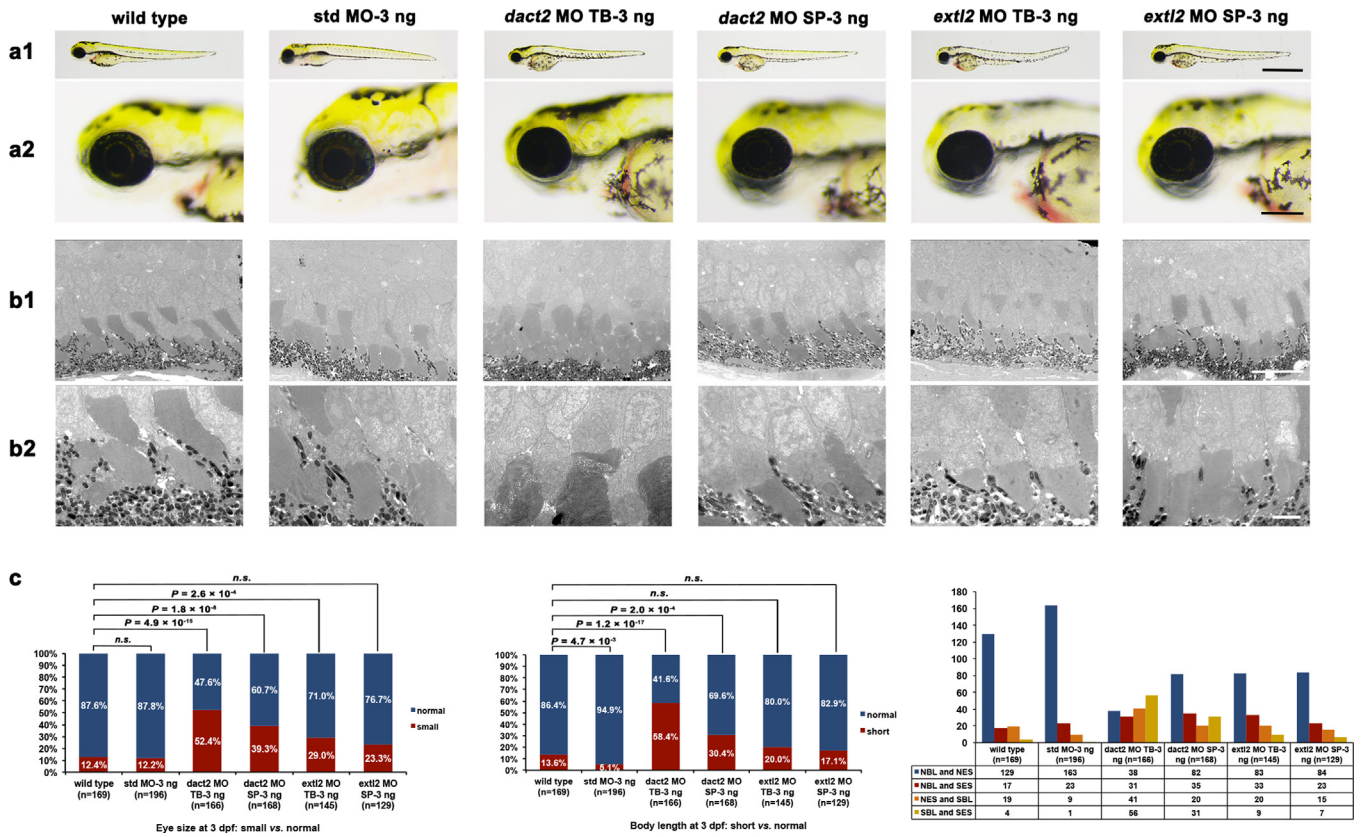 wild type std MO-3 ng dact2 MO TB-3 ng dact2 MO SP-3 ng extl2 MO TB-3 ng extl2 MO SP-3 ng
a1
a2
b1
b2
c
n.s.
P = 2.6 × 10-4
P = 1.8 × 10-8
P = 4.9 × 10-15
n.s.
100%
90%
80%
70%
60%
50%
40%
30%
20%
10%
0%
87.6% 87.8% 47.6% 60.7% 71.0% 76.7%
12.4% 12.2% 52.4% 39.3% 29.0% 23.3%
normal
small
wild type std MO-3 ng dact2 MO dact2 MO extl2 MO extl2 MO
(n=169) (n=196) TB-3 ng SP-3 ng TB-3 ng SP-3 ng
(n=166) (n=168) (n=145) (n=129)
Eye size at 3 dpf: small vs. normal
n.s.
n.s.
P = 2.0 × 10-4
P = 1.2 × 10-17
P = 4.7 × 10-3
100%
90%
80%
70%
60%
50%
40%
30%
20%
10%
0%
86.4% 94.9% 41.6% 69.6% 80.0% 82.9%
13.6% 5.1% 58.4% 30.4% 20.0% 17.1%
normal
short
wild type std MO-3 ng dact2 MO dact2 MO extl2 MO extl2 MO
(n=169) (n=196) TB-3 ng SP-3 ng TB-3 ng SP-3 ng
(n=166) (n=168) (n=145) (n=129)
Body length at 3 dpf: short vs. normal
180
160
140
120
100
80
60
40
20
0
wild type std MO-3 ng dact2 MO TB-3 dact2 MO SP-3 extl2 MO TB-3 extl2 MO SP-3
(n=169) (n=196) ng (n=166) ng (n=168) ng (n=145) ng (n=129)
NBL and NES 129 163 38 82 83 84
NBL and SES 17 23 31 35 33 23
NES and SBL 19 9 41 20 20 15
SBL and SES 4 1 56 31 9 7